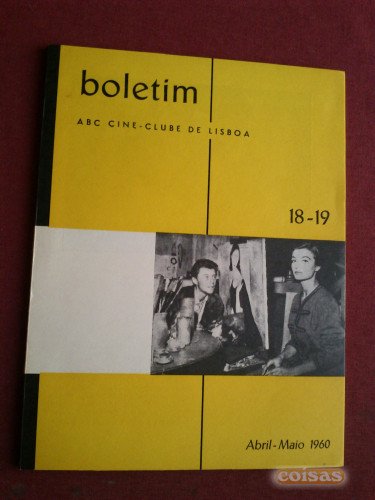 boletim
ABC CINE-CLUBE DE LISBOA
18-19
Abril-Maio 1960
coisas